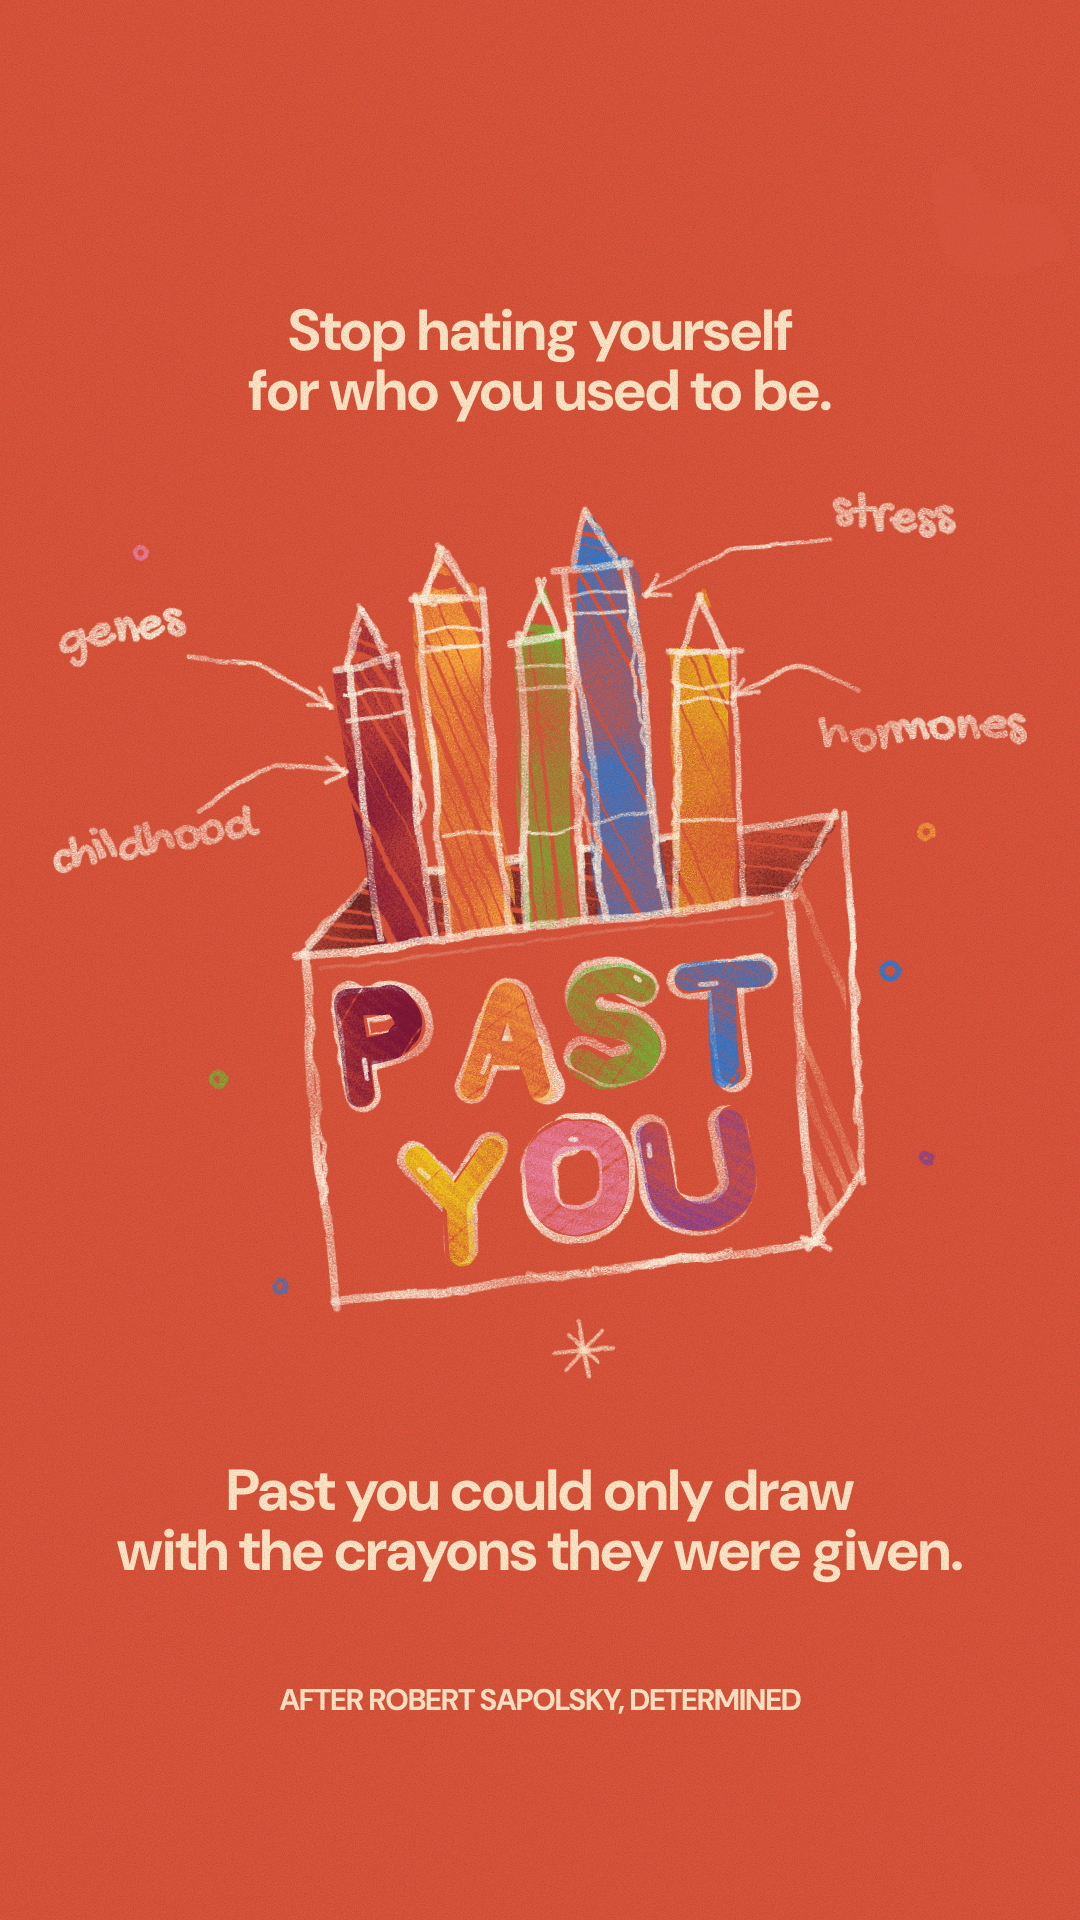 Stop hating yourself
for who you used to be.
stress
genes
hormones
childhood
PAST
YOU
Past you could only draw
with the crayons they were given.
AFTER ROBERT SAPOLSKY, DETERMINED